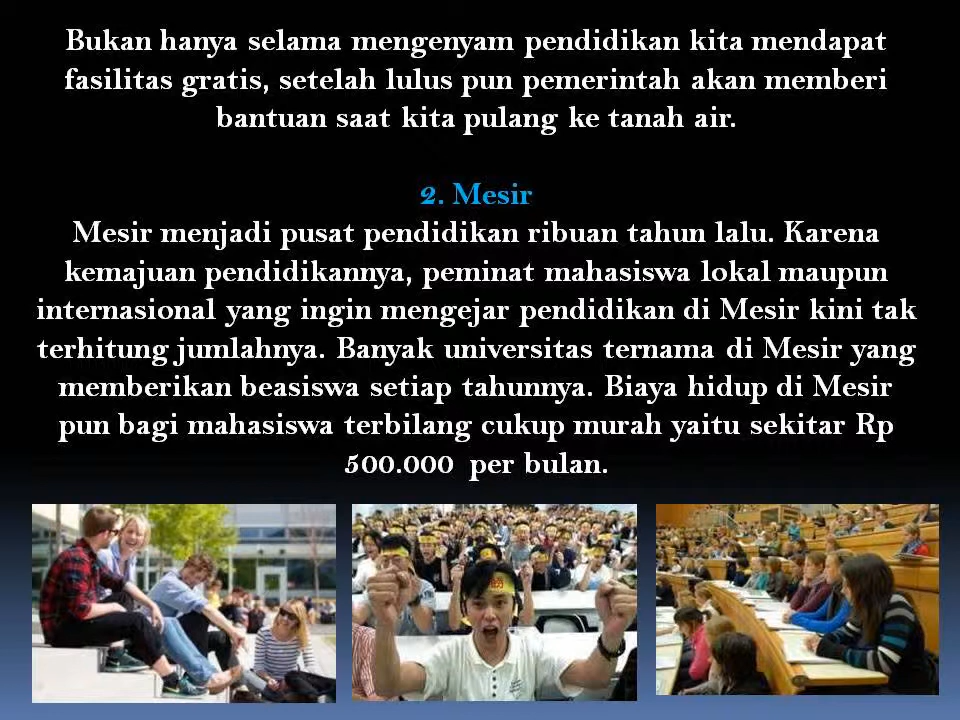 Bukan hanya selama mengenyam pendidikan kita mendapat
fasilitas gratis, setelah lulus pun pemerintah akan memberi
bantuan saat kita pulang ke tanah air.
2. Mesir
Mesir menjadi pusat pendidikan ribuan tahun lalu. Karena
kemajuan pendidikannya, peminat mahasiswa lokal maupun
internasional yang ingin mengejar pendidikan di Mesir kini tak
terhitung jumlahnya. Banyak universitas ternama di Mesir yang
memberikan beasiswa setiap tahunnya. Biaya hidup di Mesir
pun bagi mahasiswa terbilang cukup murah yaitu sekitar Rp
500.000 per bulan.